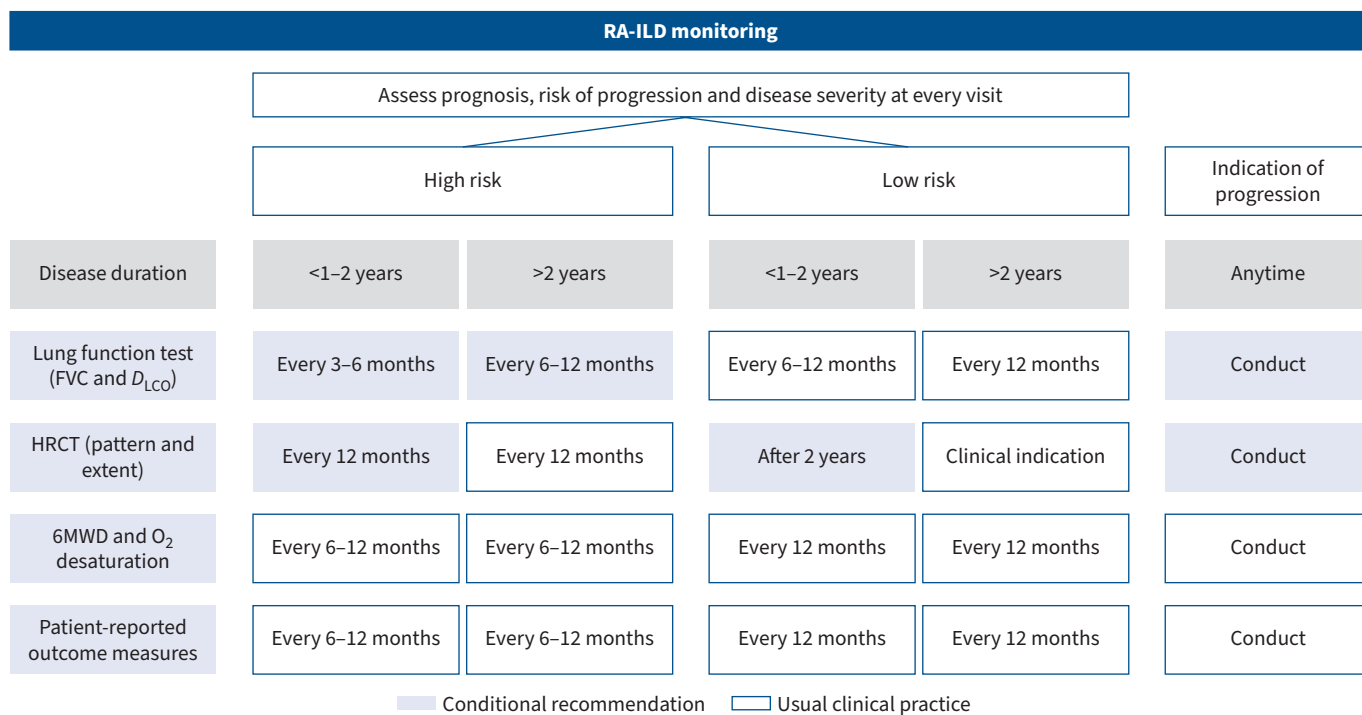 RA-ILD monitoring
Assess prognosis, risk of progression and disease severity at every visit
High risk
Low risk
Indication of
progression
Disease duration
<1–2 years
>2 years
<1–2 years
>2 years
Anytime
Lung function test
(FVC and DLCO)
Every 3–6 months
Every 6–12 months
Every 6–12 months
Every 12 months
Conduct
HRCT (pattern and
extent)
Every 12 months
Every 12 months
After 2 years
Clinical indication
Conduct
6MWD and O2
desaturation
Every 6–12 months
Every 6–12 months
Every 12 months
Every 12 months
Conduct
Patient-reported
outcome measures
Every 6–12 months
Every 6–12 months
Every 12 months
Every 12 months
Conduct
Conditional recommendation
Usual clinical practice